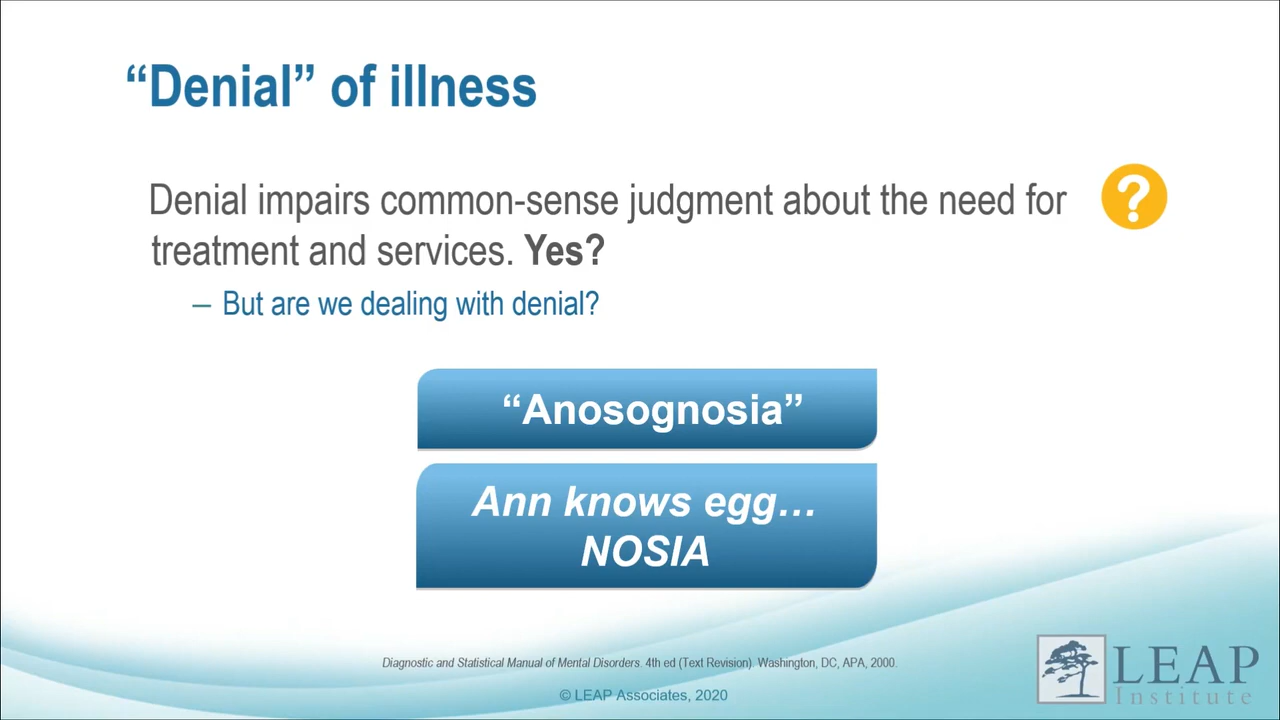 “Denial” of illness
Denial impairs common-sense judgment about the need for
treatment and services. Yes?
?
– But are we dealing with denial?
“Anosognosia”
Ann knows egg…
NOSIA
Diagnostic and Statistical Manual of Mental Disorders. 4th ed (Text Revision). Washington, DC, APA, 2000.
© LEAP Associates, 2020
LEAP
Institute